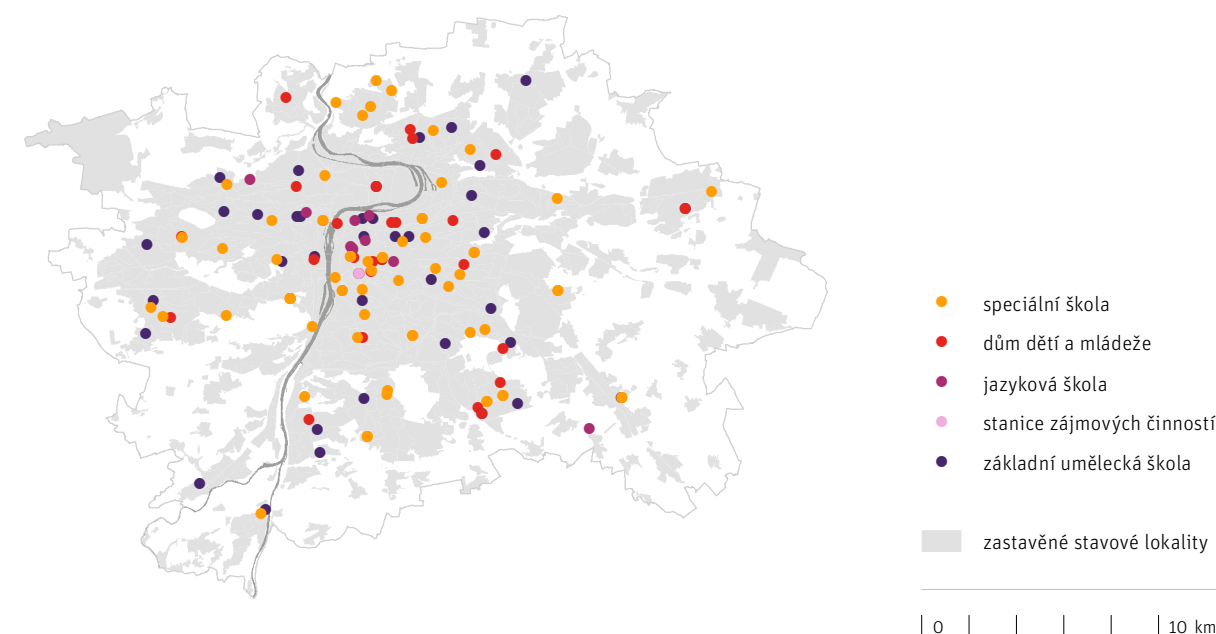 speciální škola
dům dětí a mládeže
jazyková škola
stanice zájmových činností
základní umělecká škola
zastavěné stavové lokality
0 10 km